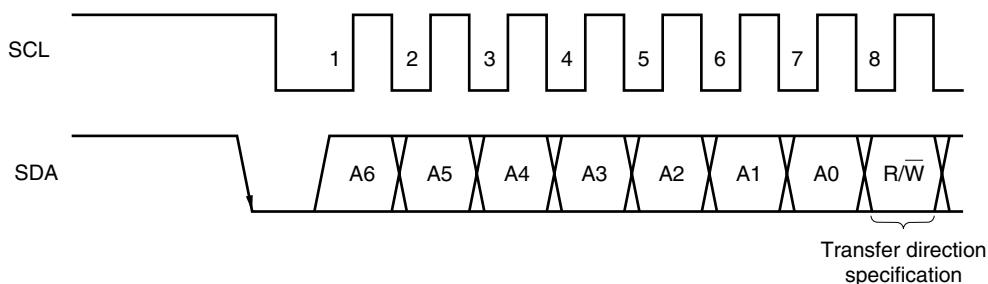 SCL
1 2 3 4 5 6 7 8
SDA
A6 A5 A4 A3 A2 A1 A0 R/W̅
Transfer direction
specification